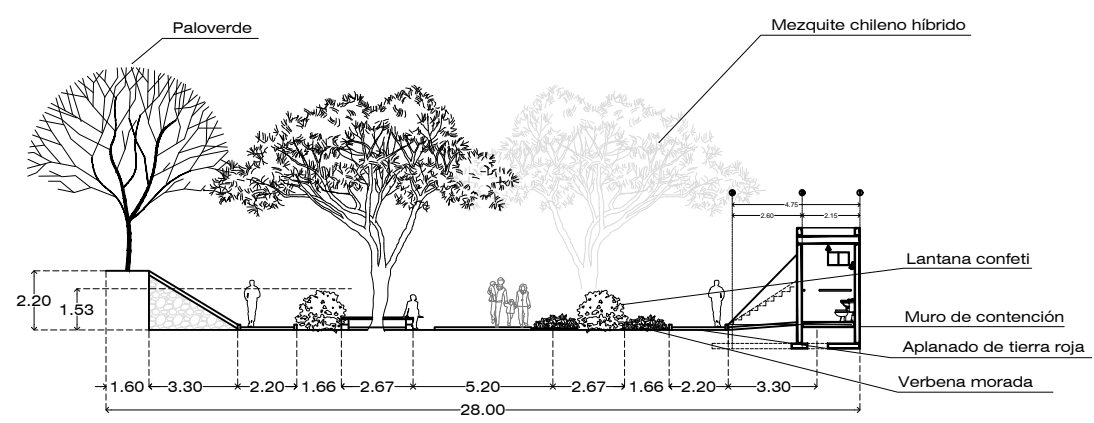 Paloverde
Mezquite chileno híbrido
4.75
2.60
2.15
Lantana confeti
2.20
1.53
Muro de contención
Aplanado de tierra roja
Verbena morada
1.60
3.30
2.20
1.66
2.67
5.20
2.67
1.66
2.20
3.30
28.00